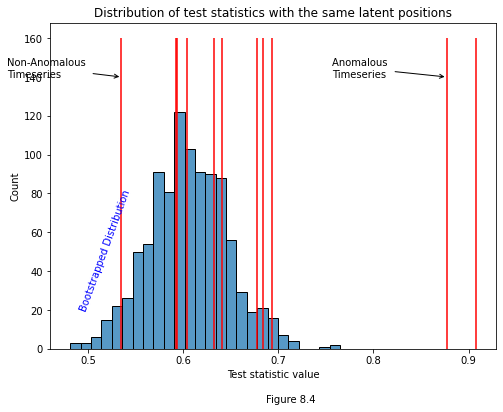 Distribution of test statistics with the same latent positions
160
Non-Anomalous
Timeseries
Anomalous
Timeseries
140
120
100
80
60
40
20
0
Count
Bootstrapped Distribution
0.5 0.6 0.7 0.8 0.9
Test statistic value
Figure 8.4